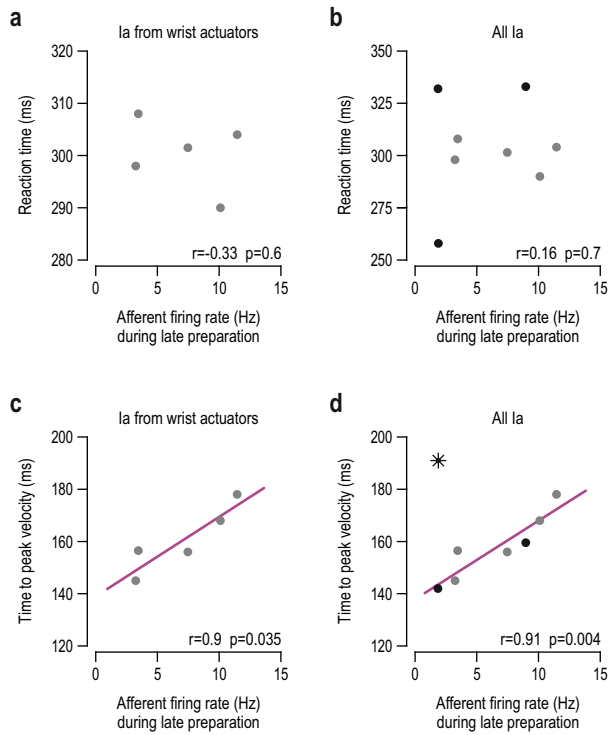 a
Ia from wrist actuators
Reaction time (ms)
320
310
300
290
280
r=-0.33 p=0.6
0 5 10 15
Afferent firing rate (Hz)
during late preparation
b
All Ia
Reaction time (ms)
350
325
300
275
250
r=0.16 p=0.7
0 5 10 15
Afferent firing rate (Hz)
during late preparation
c
Ia from wrist actuators
Time to peak velocity (ms)
200
180
160
140
120
r=0.9 p=0.035
0 5 10 15
Afferent firing rate (Hz)
during late preparation
d
All Ia
Time to peak velocity (ms)
200
180
160
140
120
r=0.91 p=0.004
0 5 10 15
Afferent firing rate (Hz)
during late preparation